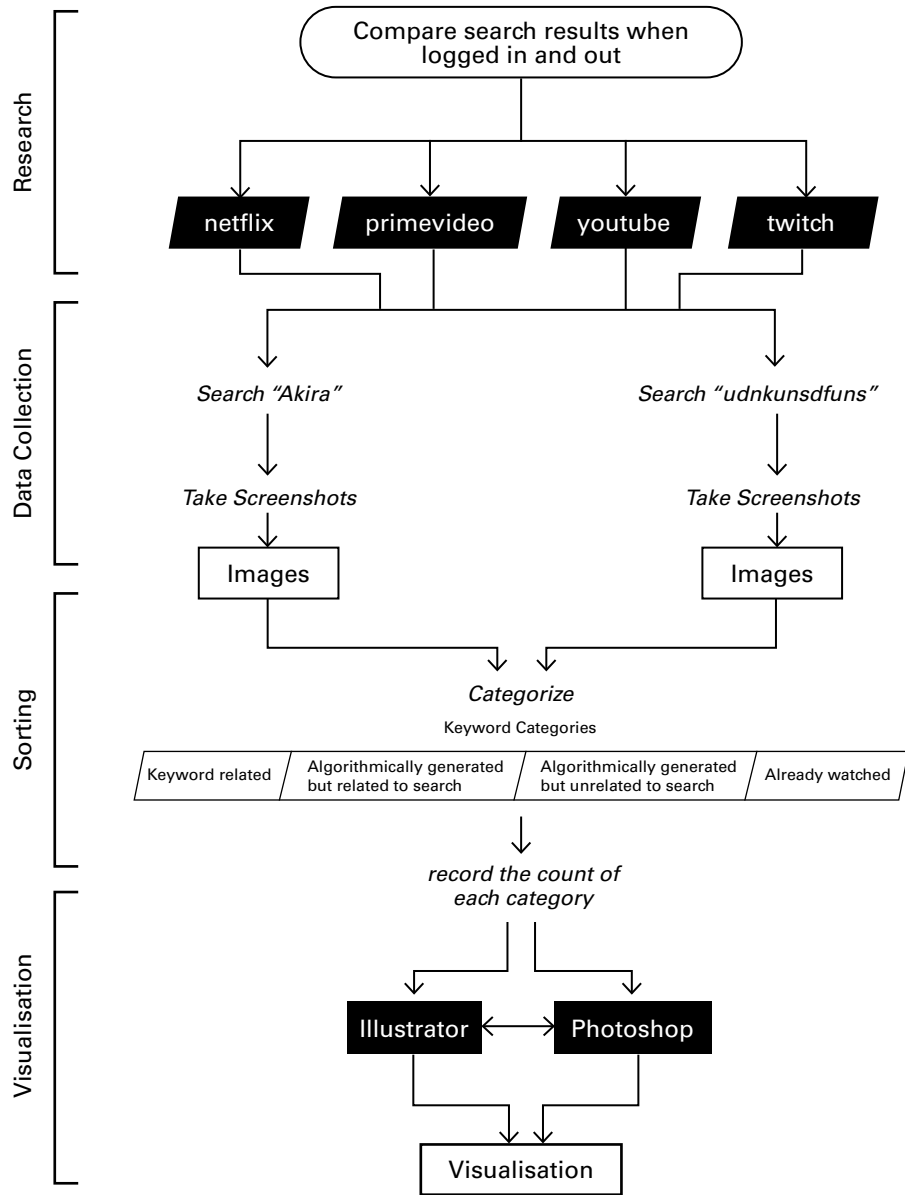 Research
Compare search results when
logged in and out
netflix
primevideo
youtube
twitch
Data Collection
Search “Akira”
Search “udnkunsdfuns”
Take Screenshots
Take Screenshots
Images
Images
Sorting
Categorize
Keyword Categories
Keyword related
Algorithmically generated
but related to search
Algorithmically generated
but unrelated to search
Already watched
record the count of
each category
Visualisation
Illustrator
Photoshop
Visualisation